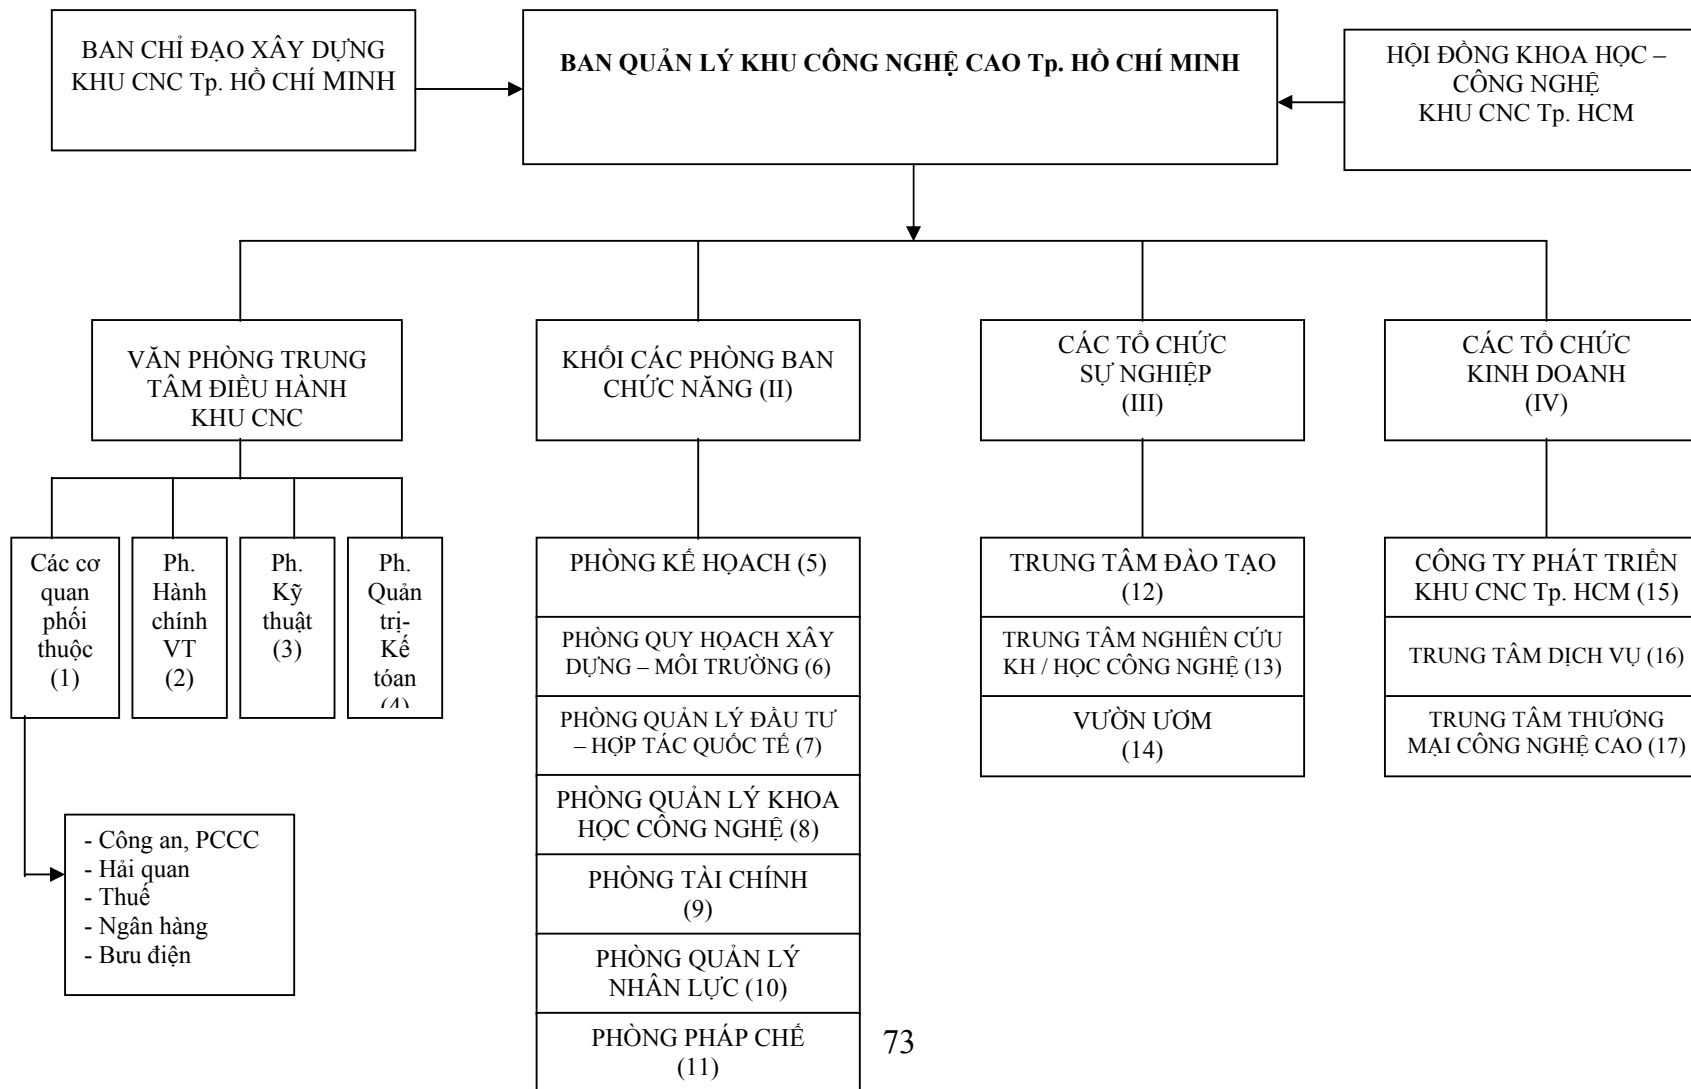 BAN CHỈ ĐẠO XÂY DỰNG
KHU CNC Tp. HỒ CHÍ MINH
BAN QUẢN LÝ KHU CÔNG NGHỆ CAO Tp. HỒ CHÍ MINH
HỘI ĐỒNG KHOA HỌC –
CÔNG NGHỆ
KHU CNC Tp. HCM
VĂN PHÒNG TRUNG
TÂM ĐIỀU HÀNH
KHU CNC
KHỐI CÁC PHÒNG BAN
CHỨC NĂNG (II)
CÁC TỔ CHỨC
SỰ NGHIỆP
(III)
CÁC TỔ CHỨC
KINH DOANH
(IV)
Các cơ
quan
phối
thuộc
(1)
Ph.
Hành
chính
VT
(2)
Ph.
Kỹ
thuật
(3)
Ph.
Quản
trị-
Kế
tóan
(4)
- Công an, PCCC
- Hải quan
- Thuế
- Ngân hàng
- Bưu điện
PHÒNG KẾ HỌACH (5)
PHÒNG QUY HỌACH XÂY
DỰNG – MÔI TRƯỜNG (6)
PHÒNG QUẢN LÝ ĐẦU TƯ
– HỢP TÁC QUỐC TẾ (7)
PHÒNG QUẢN LÝ KHOA
HỌC CÔNG NGHỆ (8)
PHÒNG TÀI CHÍNH
(9)
PHÒNG QUẢN LÝ
NHÂN LỰC (10)
PHÒNG PHÁP CHẾ
(11)
TRUNG TÂM ĐÀO TẠO
(12)
TRUNG TÂM NGHIÊN CỨU
KH / HỌC CÔNG NGHỆ (13)
VƯỜN ƯƠM
(14)
CÔNG TY PHÁT TRIỂN
KHU CNC Tp. HCM (15)
TRUNG TÂM DỊCH VỤ (16)
TRUNG TÂM THƯƠNG
MẠI CÔNG NGHỆ CAO (17)
73